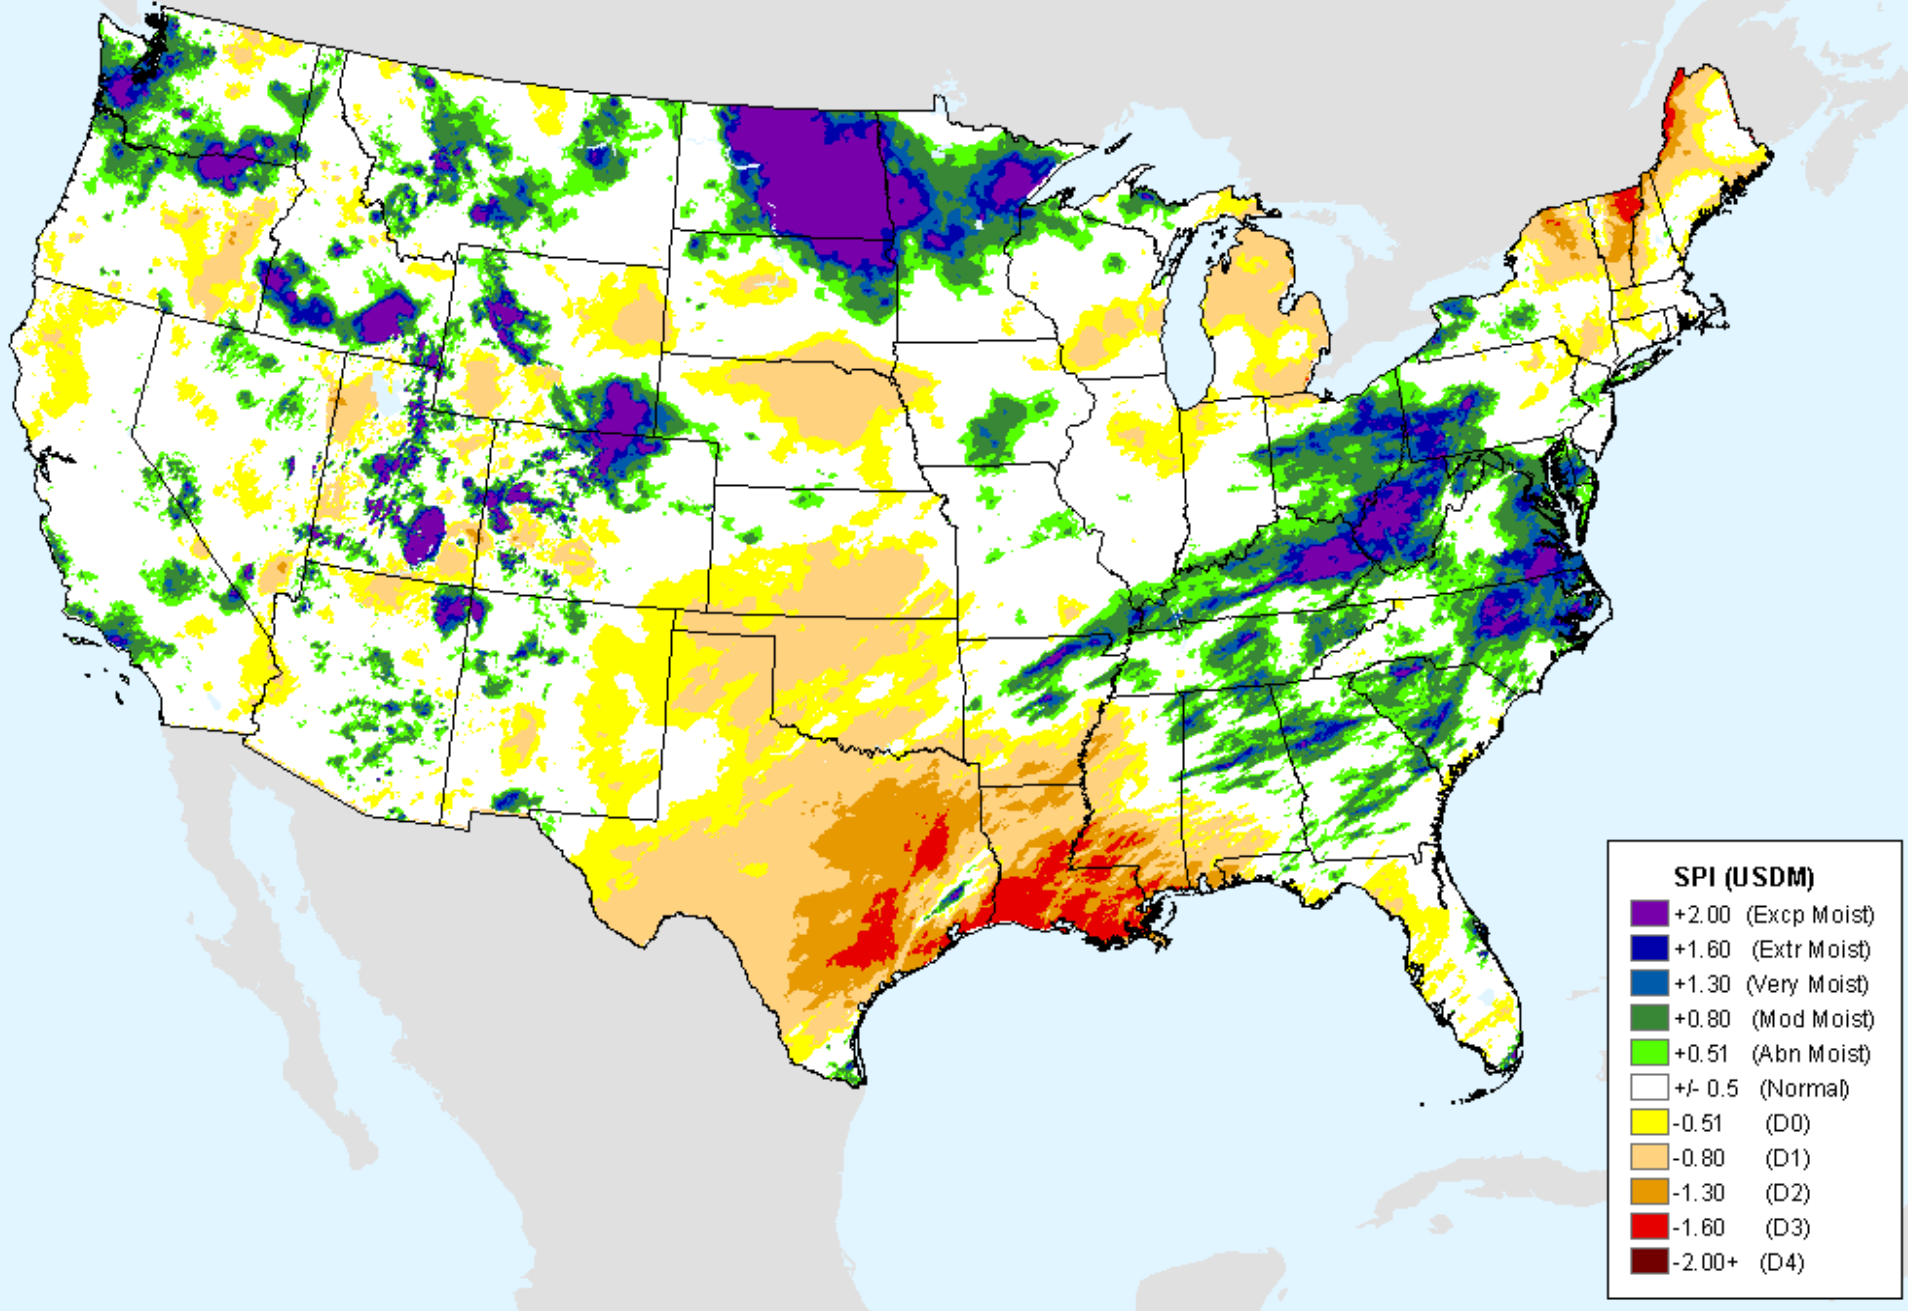 SPI (USDM)
+2.00 (Excp Moist)
+1.60 (Extr Moist)
+1.30 (Very Moist)
+0.80 (Mod Moist)
+0.51 (Abn Moist)
+/- 0.5 (Normal)
-0.51 (D0)
-0.80 (D1)
-1.30 (D2)
-1.60 (D3)
-2.00+ (D4)